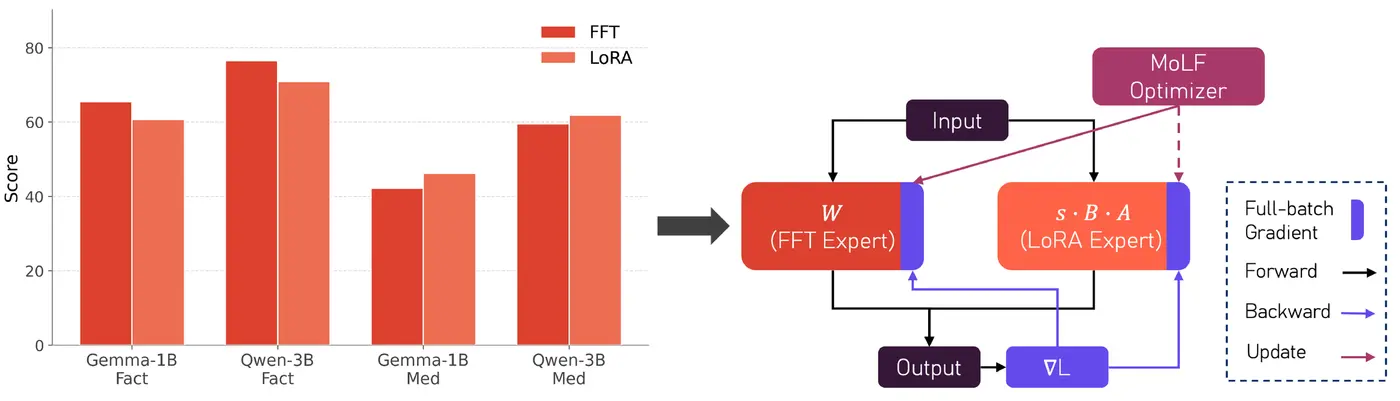 FFT
LoRA
Score
80
60
40
20
0
Gemma-1B
Fact
Qwen-3B
Fact
Gemma-1B
Med
Qwen-3B
Med
MoLF
Optimizer
Input
W
(FFT Expert)
s · B · A
(LoRA Expert)
Output
∇L
Full-batch
Gradient
Forward
Backward
Update